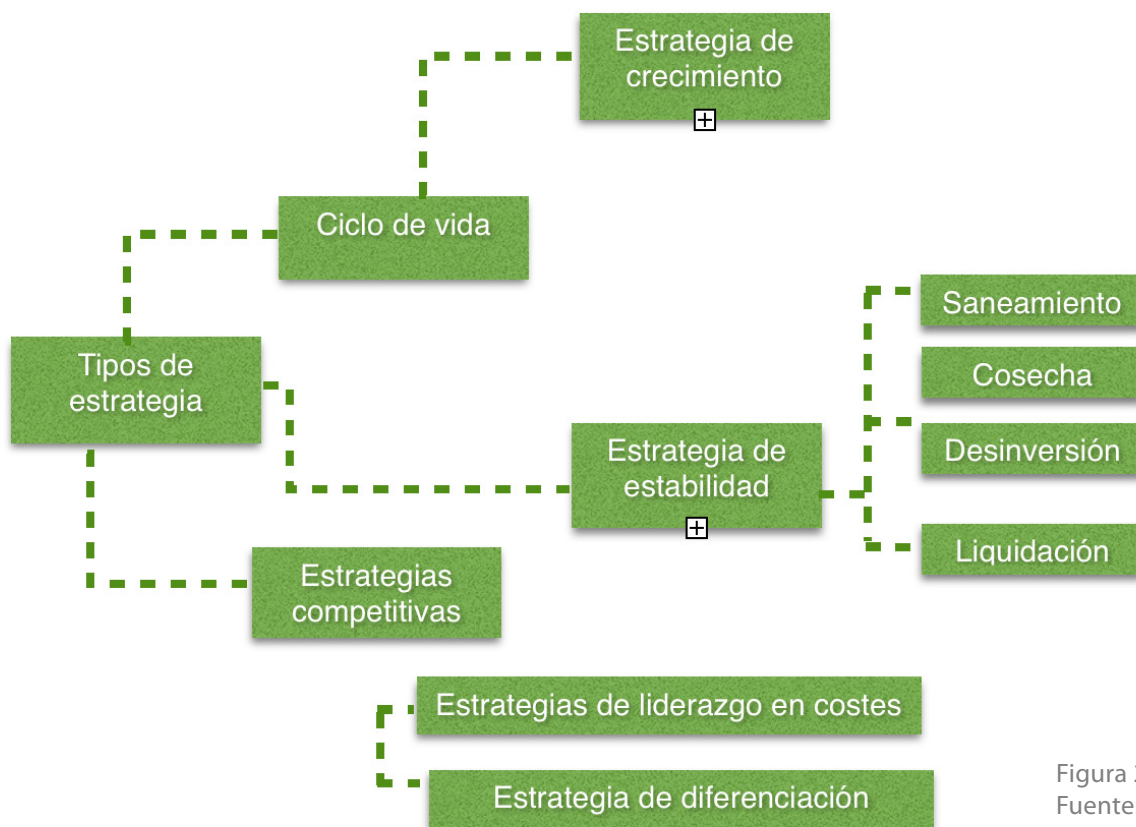 Estrategia de
crecimiento
Ciclo de vida
Tipos de
estrategia
Saneamiento
Cosecha
Desinversión
Estrategia de
estabilidad
Liquidación
Estrategias
competitivas
Estrategias de liderazgo en costes
Estrategia de diferenciación
Figura
Fuente